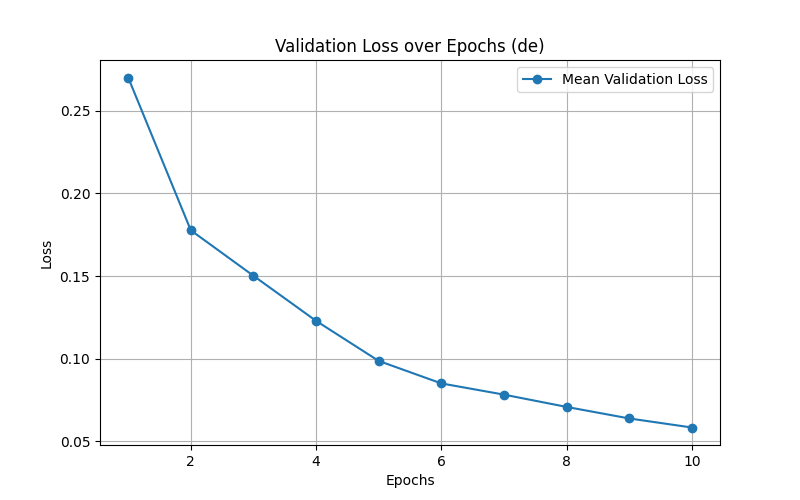 Validation Loss over Epochs (de)
Mean Validation Loss
0.25
0.20
0.15
0.10
0.05
Loss
2 4 6 8 10
Epochs